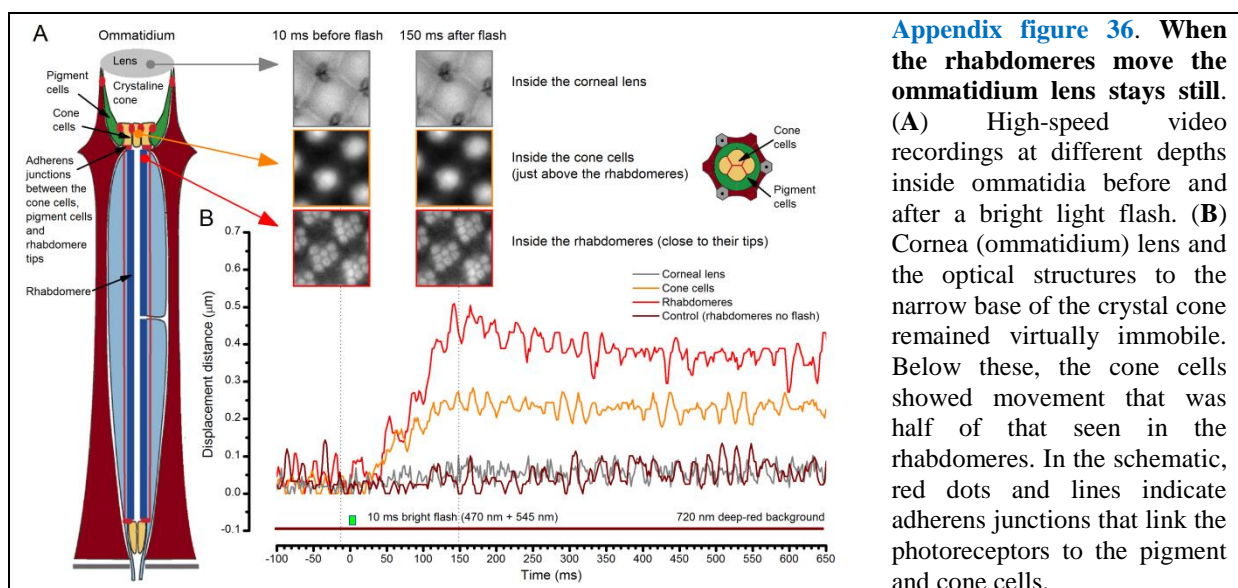 A
Ommatidium
Lens
Pigment
cells
Crystaline
cone
Cone
cells
Adherens
junctions
between the
cone cells,
pigment cells
and
rhabdomere
tips
Rhabdomere
10 ms before flash
150 ms after flash
Inside the corneal lens
Inside the cone cells
(just above the rhabdomeres)
Cone
cells
Pigment
cells
Inside the rhabdomeres (close to their tips)
B
Displacement distance (µm)
0.7
0.6
0.5
0.4
0.3
0.2
0.1
0.0
-0.1
Corneal lens
Cone cells
Rhabdomeres
Control (rhabdomeres no flash)
10 ms bright flash (470 nm + 545 nm)
720 nm deep-red background
-100 -50 0 50 100 150 200 250 300 350 400 450 500 550 600 650
Time (ms)
Appendix figure 36. When
the rhabdomeres move the
ommatidium lens stays still.
(A) High-speed video
recordings at different depths
inside ommatidia before and
after a bright light flash. (B)
Cornea (ommatidium) lens and
the optical structures to the
narrow base of the crystal cone
remained virtually immobile.
Below these, the cone cells
showed movement that was
half of that seen in the
rhabdomeres. In the schematic,
red dots and lines indicate
adherens junctions that link the
photoreceptors to the pigment
and cone cells.